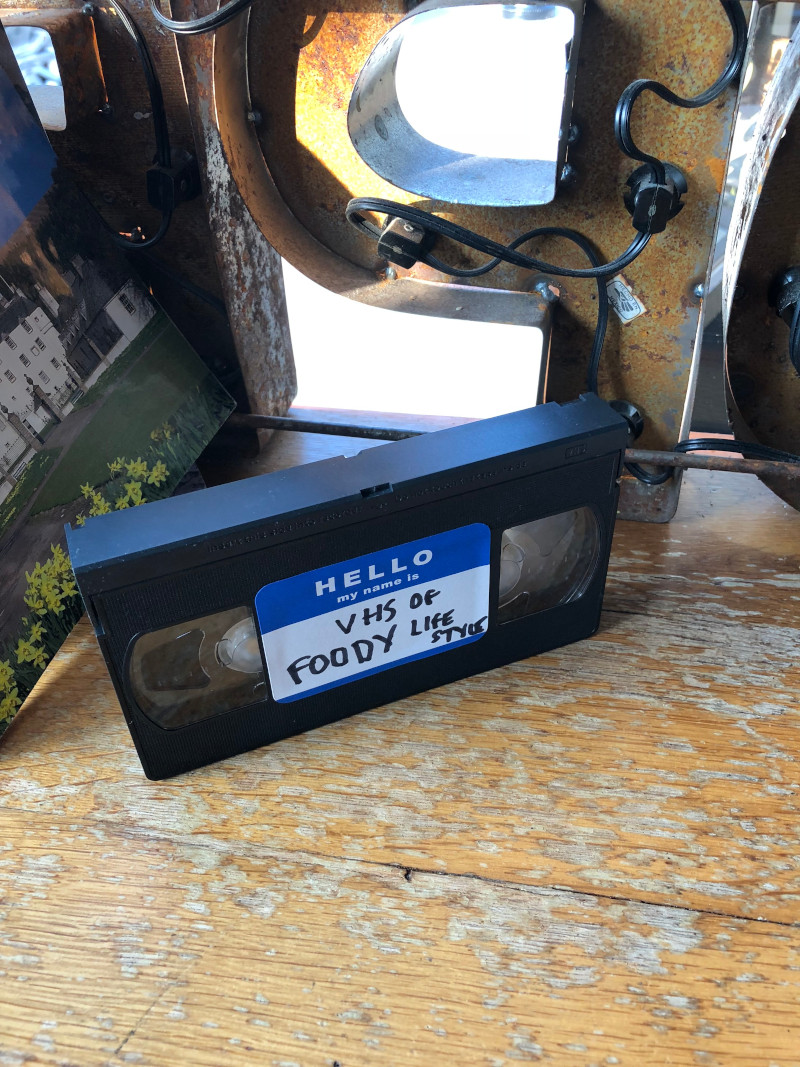 HELLO
my name is
VHS OF
FOODY LIFE
STYLE